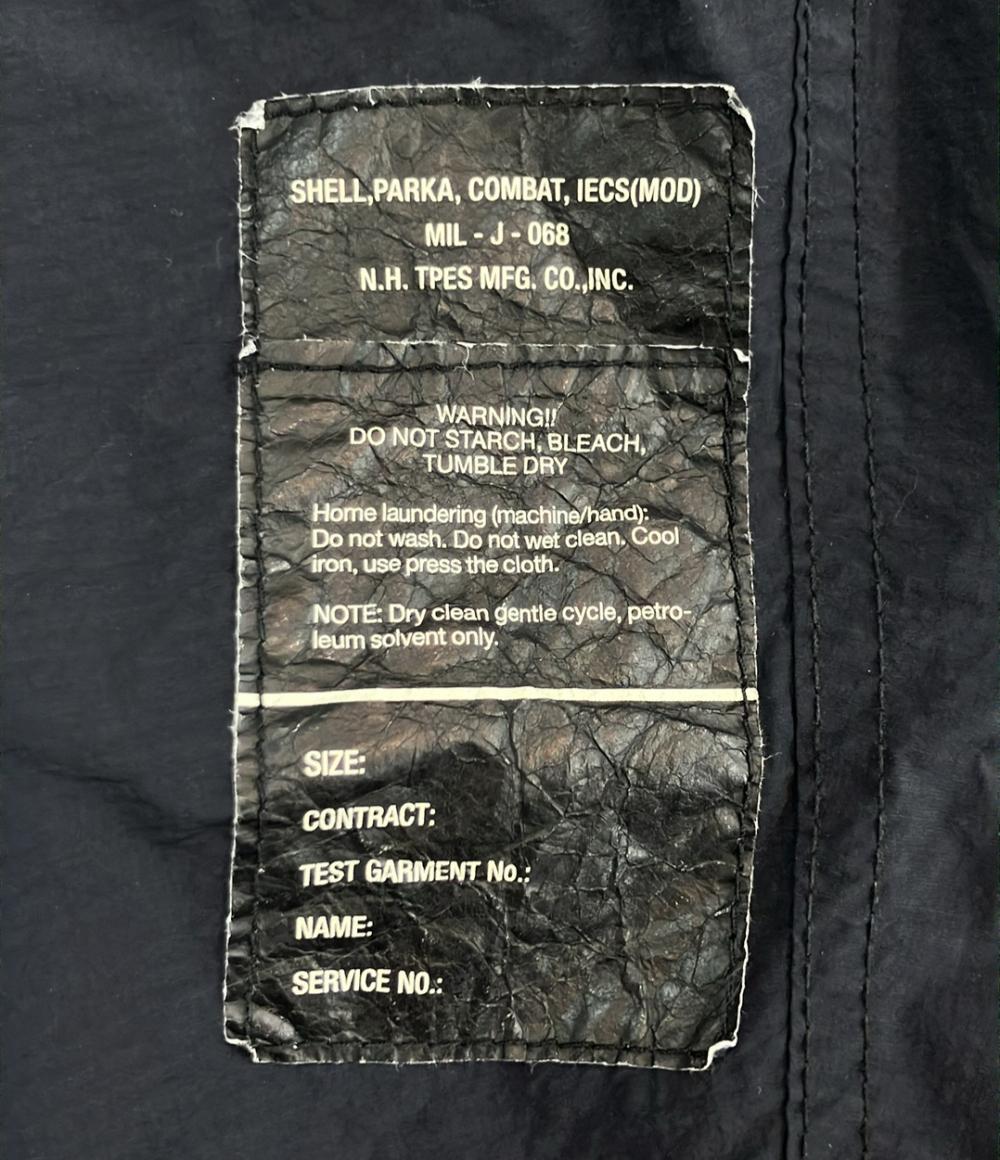 SHELL,PARKA, COMBAT, IECS(MOD)
MIL - J - 068
N.H. TPES MFG. CO.,INC.
WARNING!!
DO NOT STARCH, BLEACH,
TUMBLE DRY
Home laundering (machine/hand):
Do not wash. Do not wet clean. Cool
iron, use press the cloth.
NOTE: Dry clean gentle cycle, petro-
leum solvent only.
SIZE:
CONTRACT:
TEST GARMENT No.:
NAME:
SERVICE NO.: